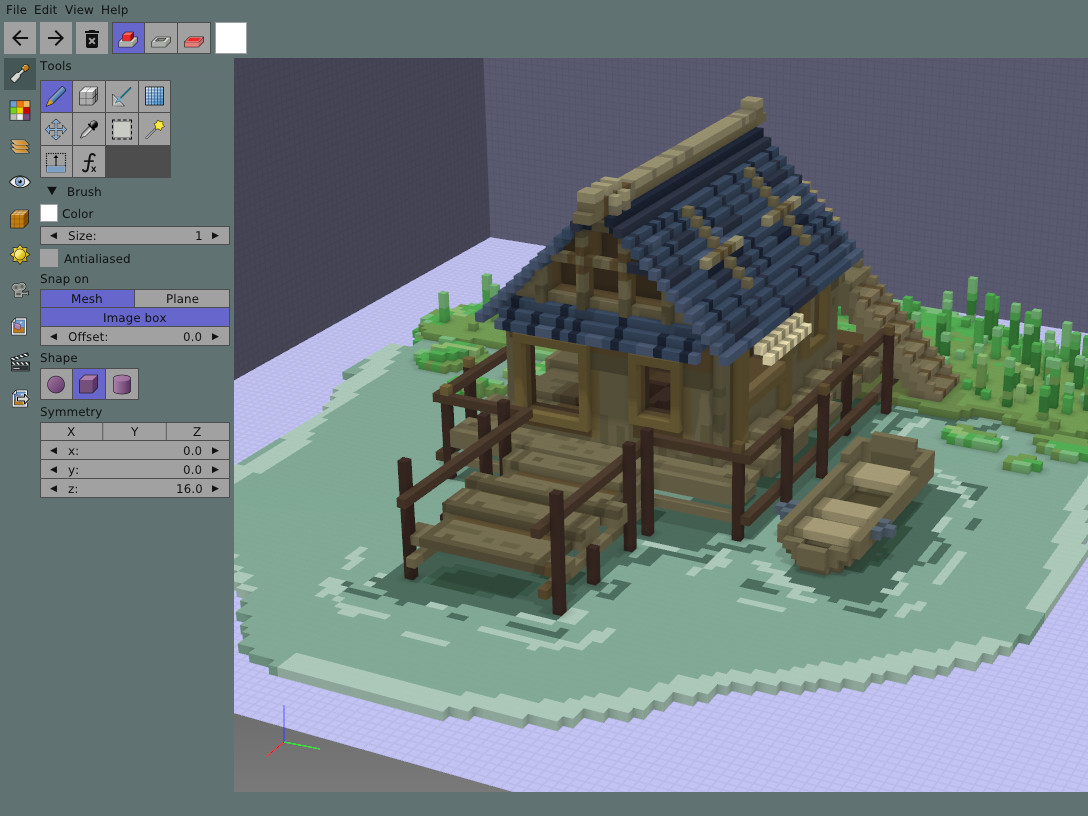 File Edit View Help
Tools
Brush
Color
Size: 1
Antialiased
Snap on
Mesh Plane
Image box
Offset: 0.0
Shape
Symmetry
X Y Z
x: 0.0
y: 0.0
z: 16.0